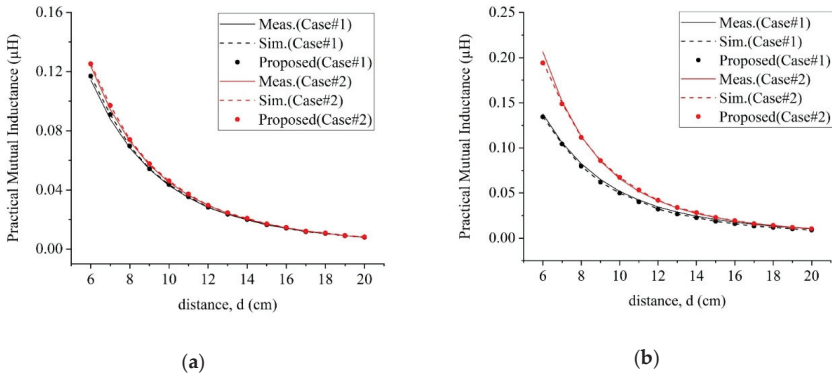 Meas.(Case#1)
Sim.(Case#1)
Proposed(Case#1)
Meas.(Case#2)
Sim.(Case#2)
Proposed(Case#2)
0.16
0.12
0.08
0.04
0.00
Practical Mutual Inductance (μH)
6 8 10 12 14 16 18 20
distance, d (cm)
(a)
Meas.(Case#1)
Sim.(Case#1)
Proposed(Case#1)
Meas.(Case#2)
Sim.(Case#2)
Proposed(Case#2)
0.25
0.20
0.15
0.10
0.05
0.00
Practical Mutual Inductance (μH)
6 8 10 12 14 16 18 20
distance, d (cm)
(b)